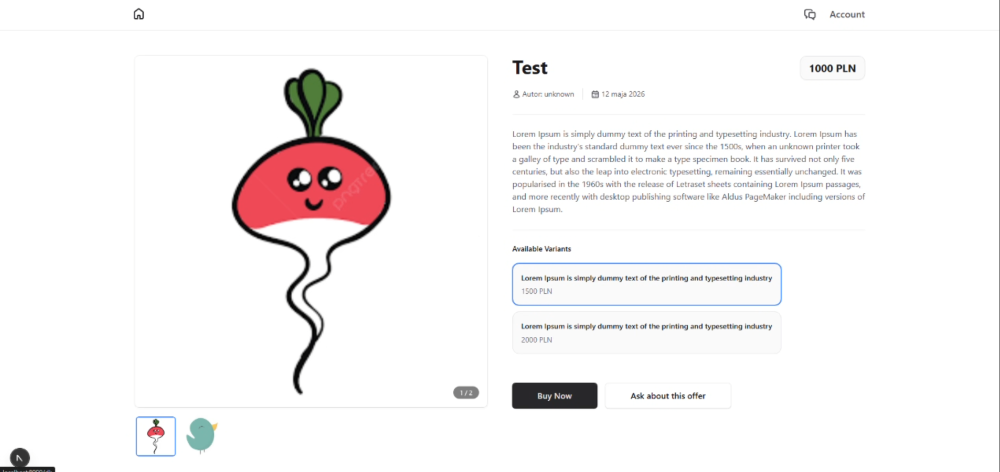 Account
Test
1000 PLN
Autor: unknown
12 maja 2026
Lorem Ipsum is simply dummy text of the printing and typesetting industry. Lorem Ipsum has
been the industry's standard dummy text ever since the 1500s, when an unknown printer took
a galley of type and scrambled it to make a type specimen book. It has survived not only five
centuries, but also the leap into electronic typesetting, remaining essentially unchanged. It was
popularised in the 1960s with the release of Letraset sheets containing Lorem Ipsum passages,
and more recently with desktop publishing software like Aldus PageMaker including versions of
Lorem Ipsum.
pngtree
Available Variants
Lorem Ipsum is simply dummy text of the printing and typesetting industry
1500 PLN
Lorem Ipsum is simply dummy text of the printing and typesetting industry
2000 PLN
1 / 2
Buy Now
Ask about this offer